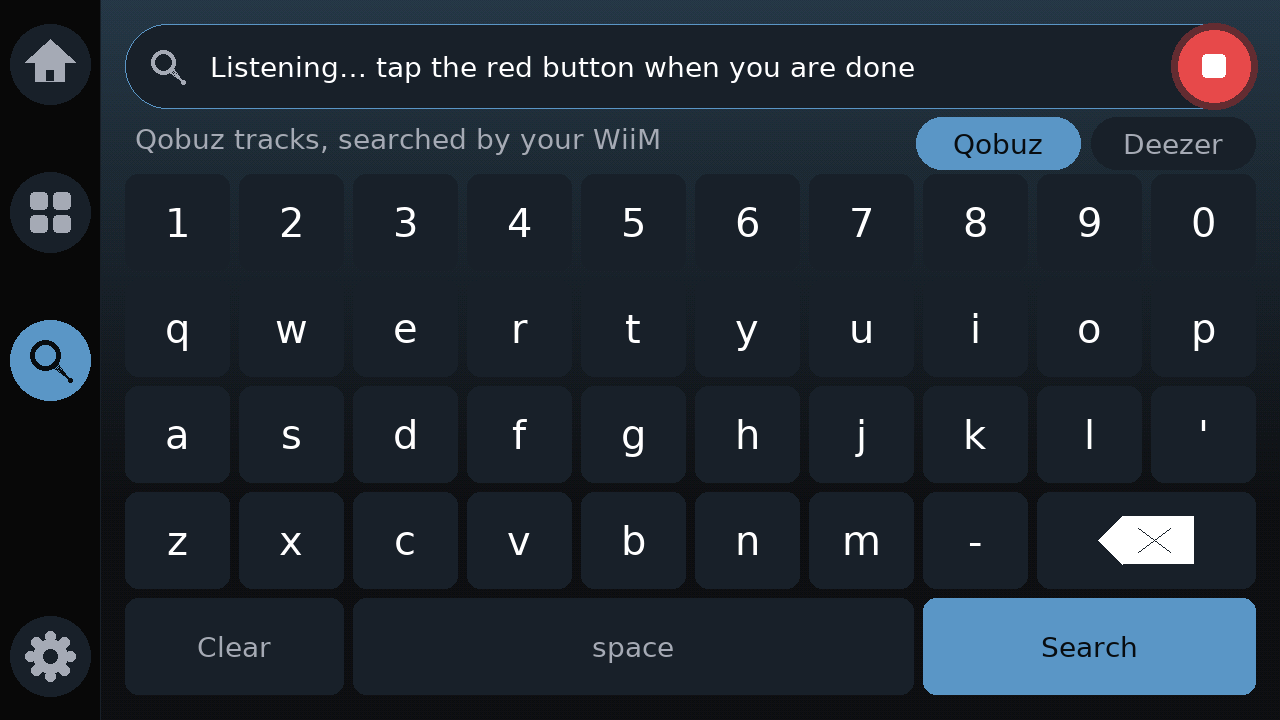 Listening... tap the red button when you are done
Qobuz tracks, searched by your WiiM
Qobuz Deezer
1 2 3 4 5 6 7 8 9 0
q w e r t y u i o p
a s d f g h j k l '
z x c v b n m -
Clear space Search